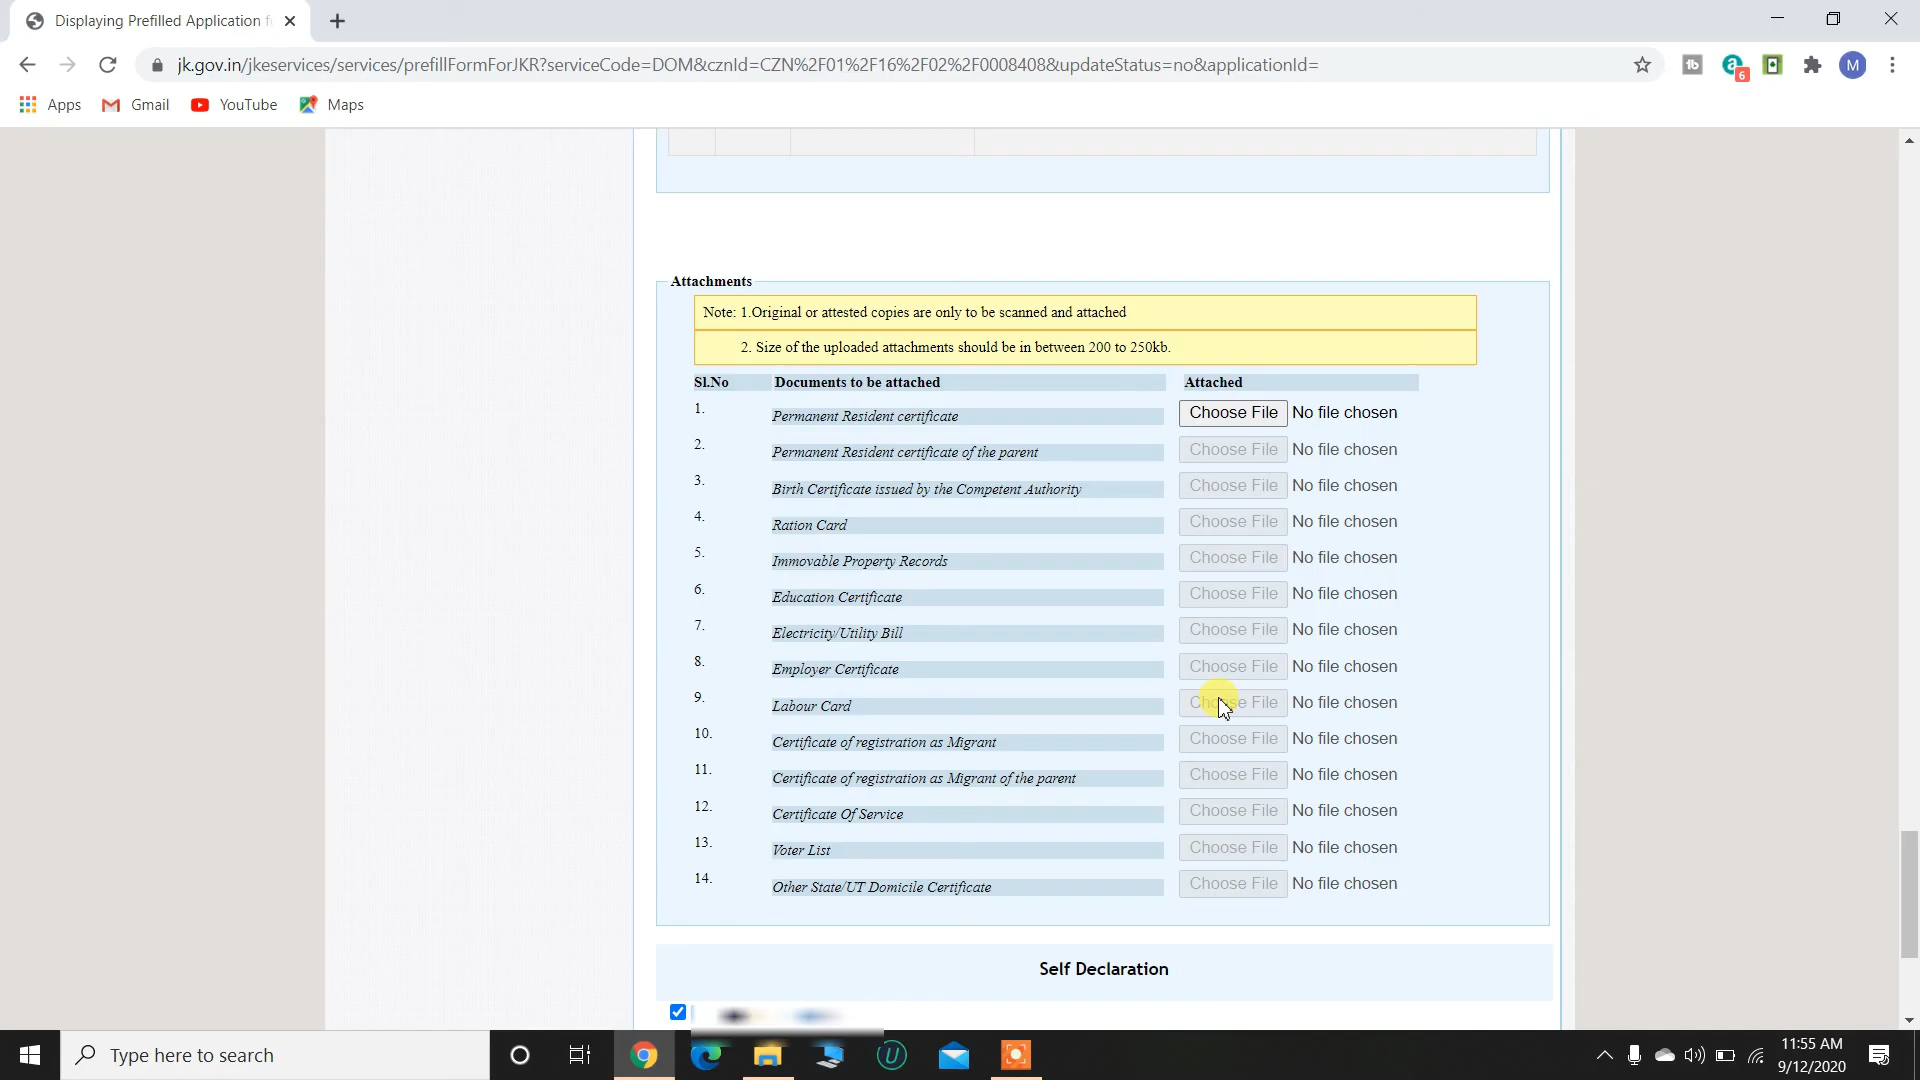 Displaying Prefilled Application f
jk.gov.in/jkeservices/services/prefillFormForJKR?serviceCode=DOM&cznId=CZN%2F01%2F16%2F02%2F0008408&updateStatus=no&applicationId=
6
M
Apps
Gmail
YouTube
Maps
Attachments
Note: 1.Original or attested copies are only to be scanned and attached
2. Size of the uploaded attachments should be in between 200 to 250kb.
Sl.No Documents to be attached Attached
1. Permanent Resident certificate Choose File No file chosen
2. Permanent Resident certificate of the parent Choose File No file chosen
3. Birth Certificate issued by the Competent Authority Choose File No file chosen
4. Ration Card Choose File No file chosen
5. Immovable Property Records Choose File No file chosen
6. Education Certificate Choose File No file chosen
7. Electricity/Utility Bill Choose File No file chosen
8. Employer Certificate Choose File No file chosen
9. Labour Card Choose File No file chosen
10. Certificate of registration as Migrant Choose File No file chosen
11. Certificate of registration as Migrant of the parent Choose File No file chosen
12. Certificate Of Service Choose File No file chosen
13. Voter List Choose File No file chosen
14. Other State/UT Domicile Certificate Choose File No file chosen
Self Declaration
Type here to search
11:55 AM
9/12/2020